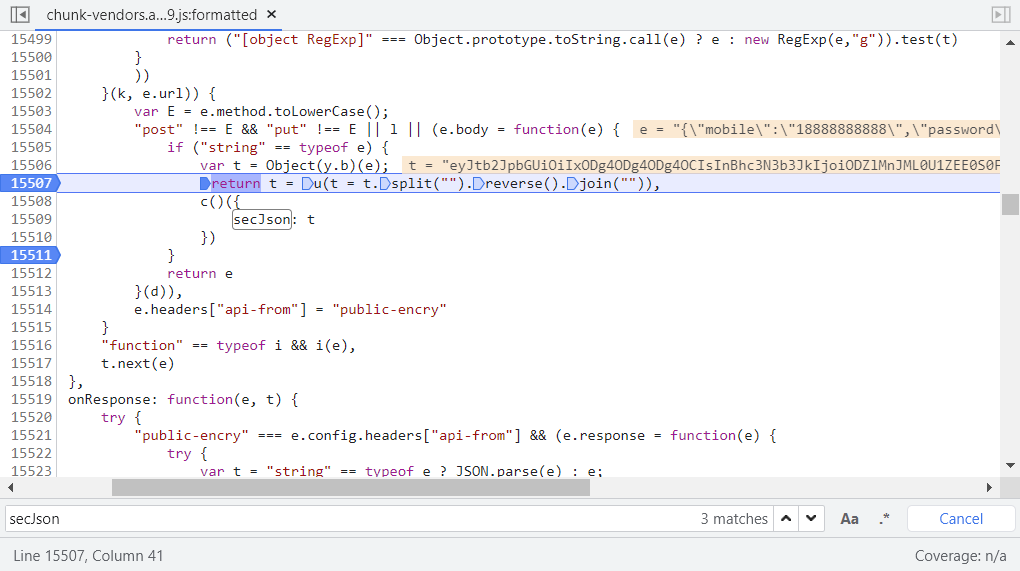 chunk-vendors.a...9.js:formatted ×
15499 return ("[object RegExp]" === Object.prototype.toString.call(e) ? e : new RegExp(e,"g")).test(t)
15500 }
15501 ))
15502 }(k, e.url)) {
15503 var E = e.method.toLowerCase();
15504 "post" !== E && "put" !== E || l || (e.body = function(e) { e = "{\"mobile\":\"18888888888\",\"password\
15505 if ("string" == typeof e) {
15506 var t = Object(y.b)(e); t = "eyJtb2JpbGUiOiIxODg4ODg4ODg4OCIsInBhc3N3b3JkIjoiODZlMnJML0U1ZEE0S0F
15507 return t = u(t = t.split("").reverse().join("")),
15508 c()({
15509 secJson: t
15510 })
15511 }
15512 return e
15513 }(d)),
15514 e.headers["api-from"] = "public-encry"
15515 }
15516 "function" == typeof i && i(e),
15517 t.next(e)
15518 },
15519 onResponse: function(e, t) {
15520 try {
15521 "public-encry" === e.config.headers["api-from"] && (e.response = function(e) {
15522 try {
15523 var t = "string" == typeof e ? JSON.parse(e) : e;
secJson 3 matches Aa .* Cancel
Line 15507, Column 41 Coverage: n/a